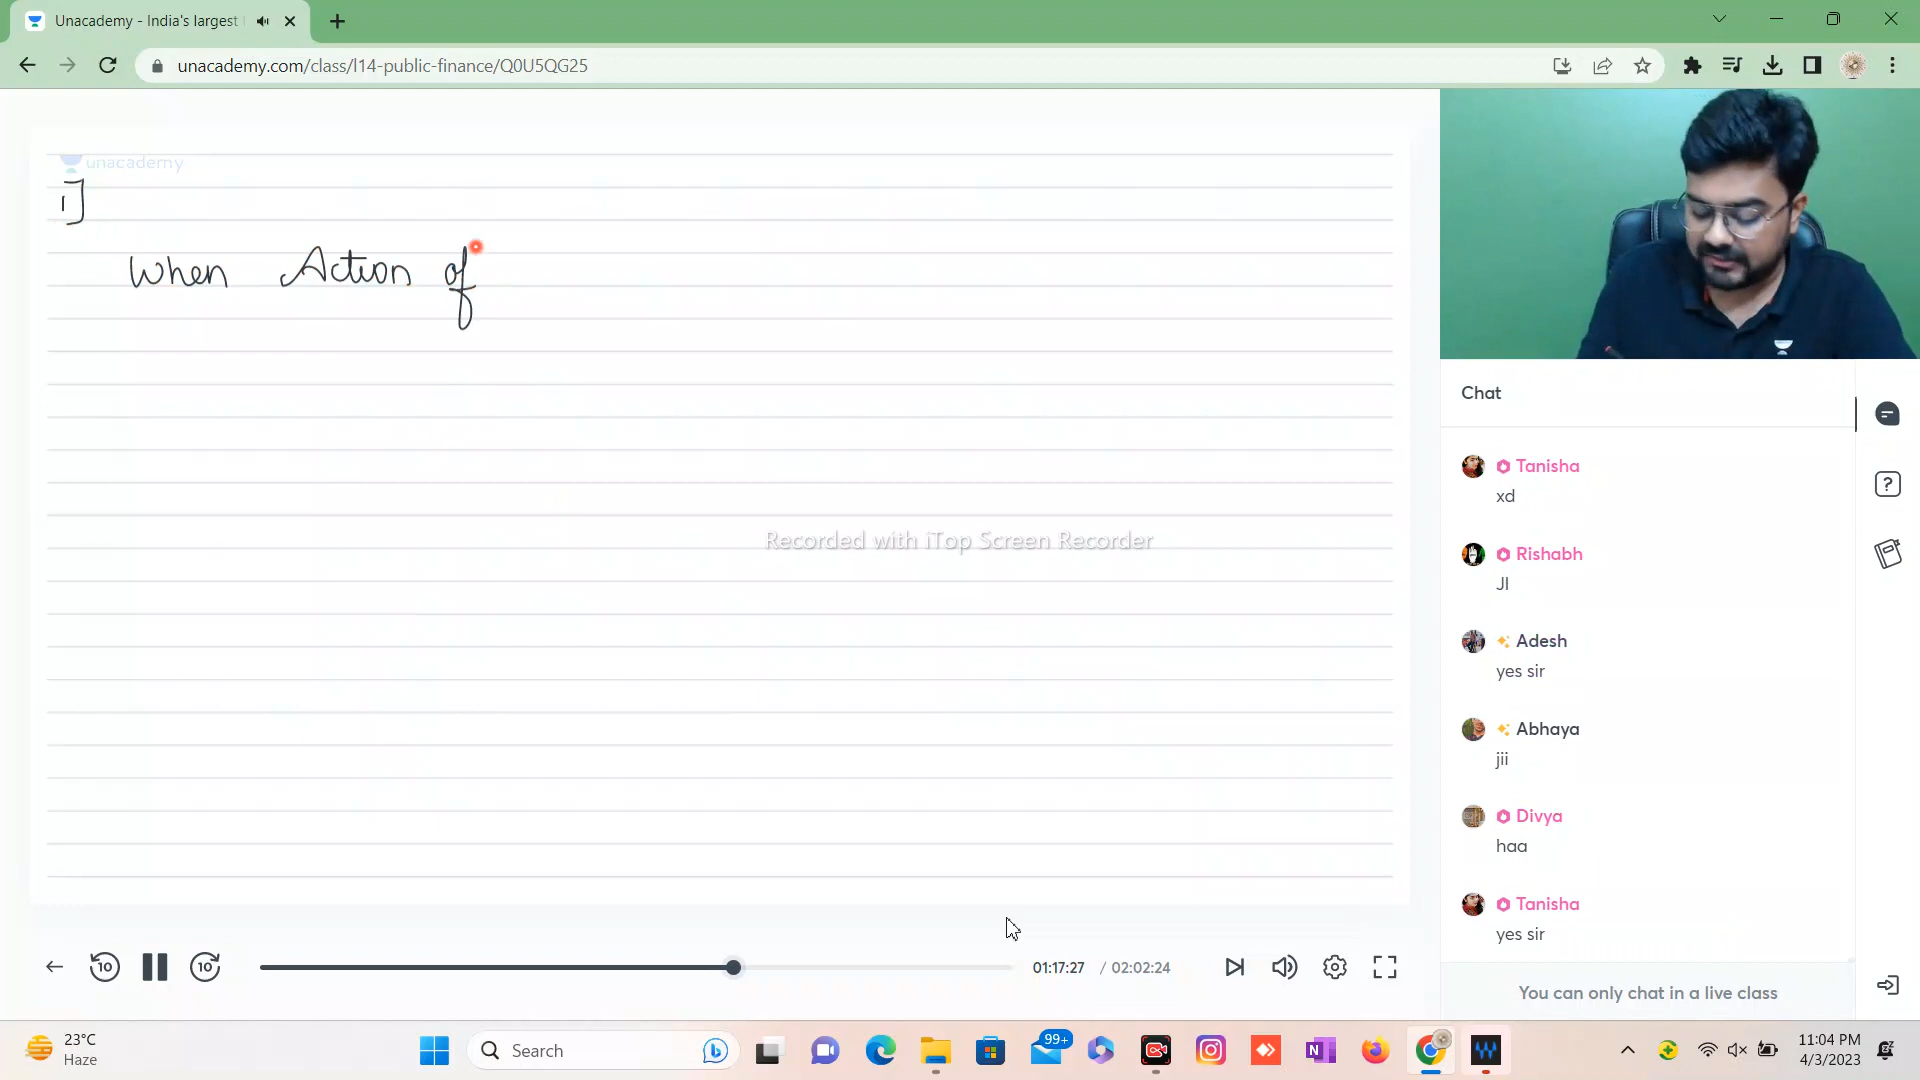 Unacademy - India's largest
unacademy.com/class/l14-public-finance/Q0U5QG25
unacademy
1]
When Action of
Recorded with iTop Screen Recorder
10
10
01:17:27 / 02:02:24
Chat
Tanisha
xd
Rishabh
JI
Adesh
yes sir
Abhaya
jii
Divya
haa
Tanisha
yes sir
You can only chat in a live class
23°C
Haze
Search
99+
11:04 PM
4/3/2023